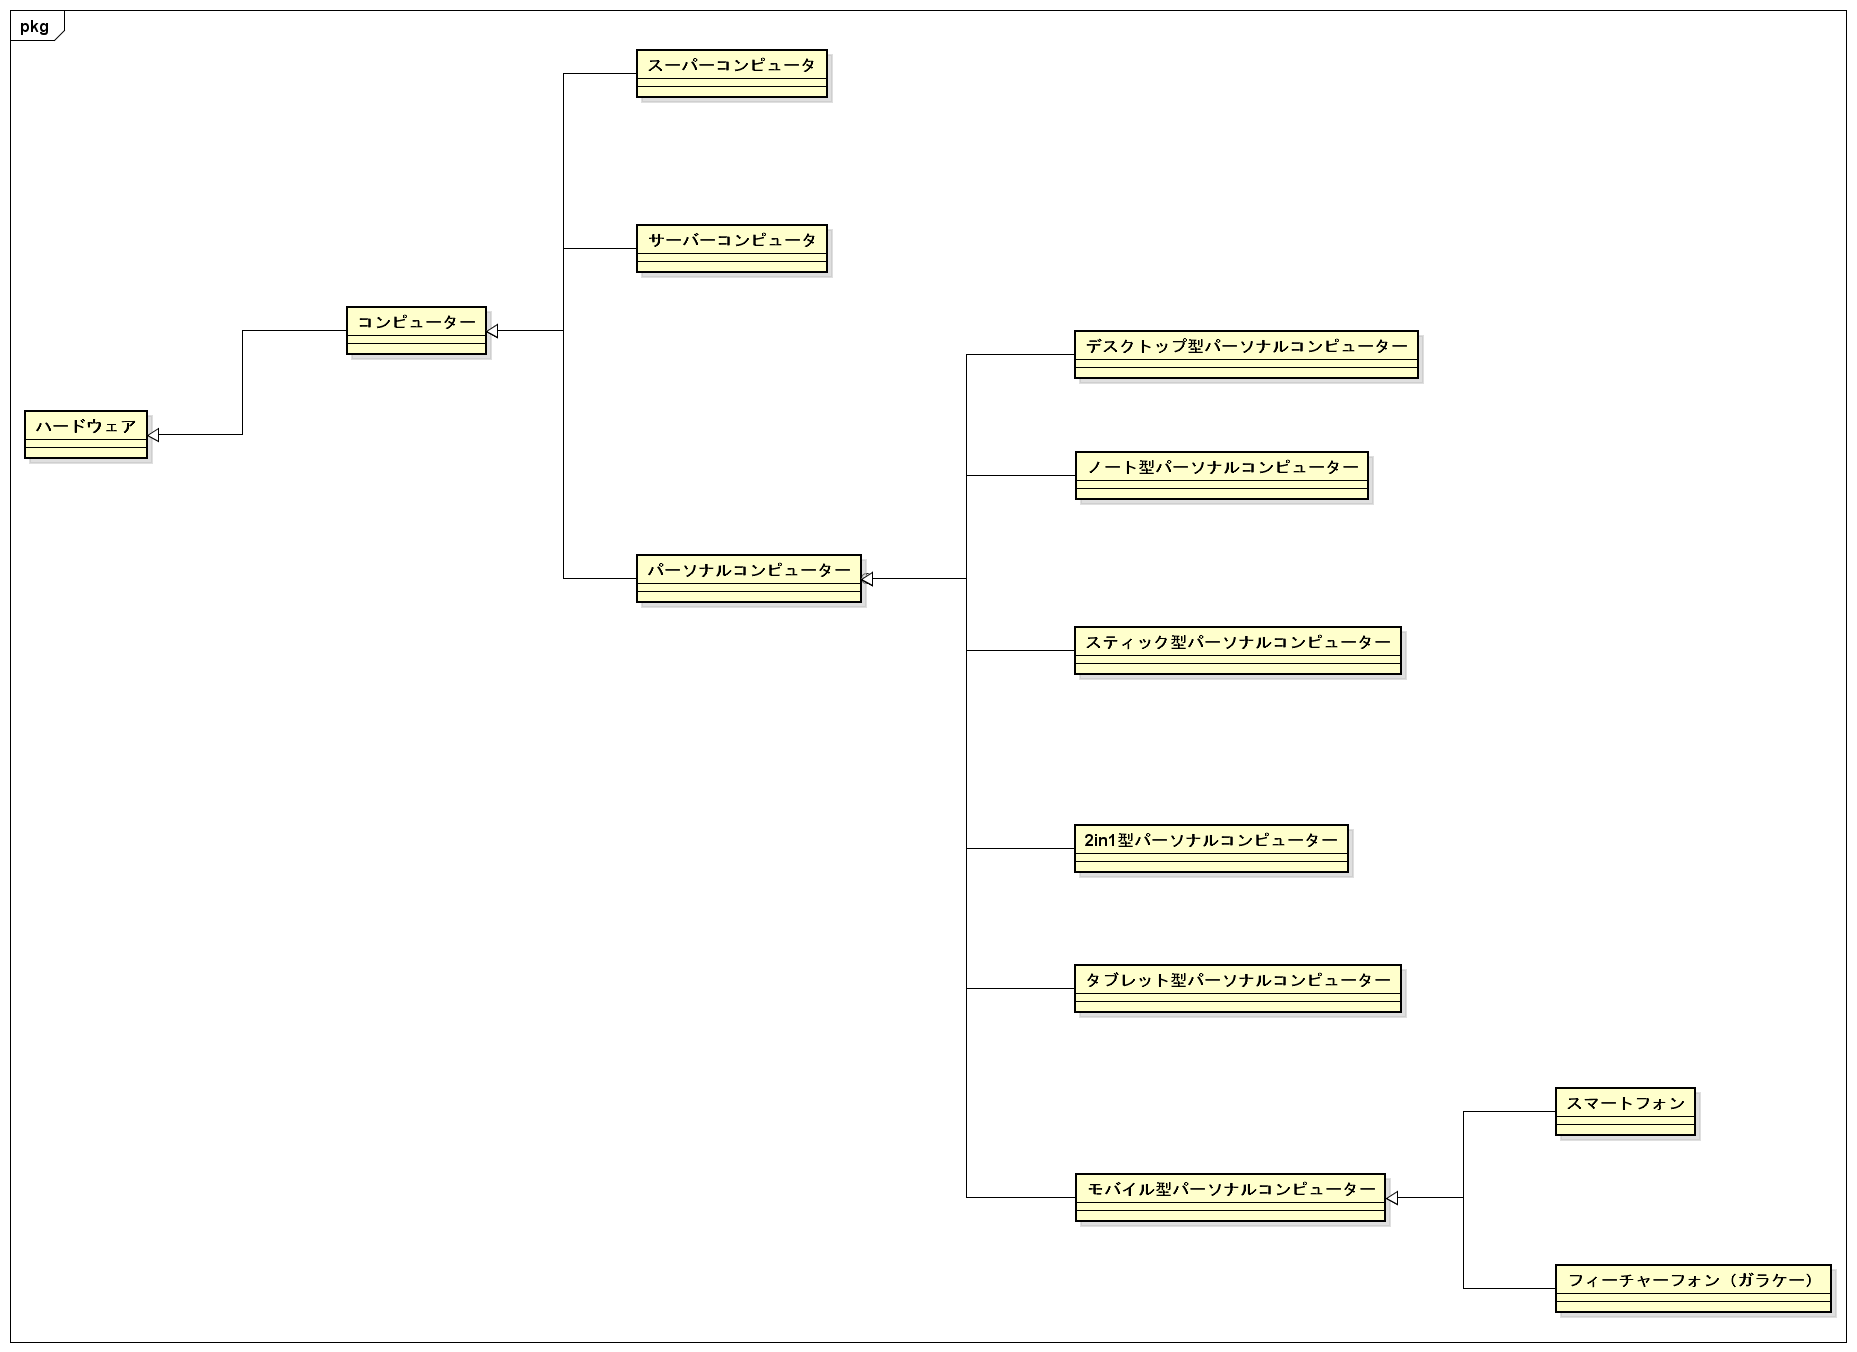 pkg
スーパーコンピュータ
サーバーコンピュータ
コンピューター
デスクトップ型パーソナルコンピューター
ハードウェア
ノート型パーソナルコンピューター
パーソナルコンピューター
スティック型パーソナルコンピューター
2in1型パーソナルコンピューター
タブレット型パーソナルコンピューター
スマートフォン
モバイル型パーソナルコンピューター
フィーチャーフォン（ガラケー）